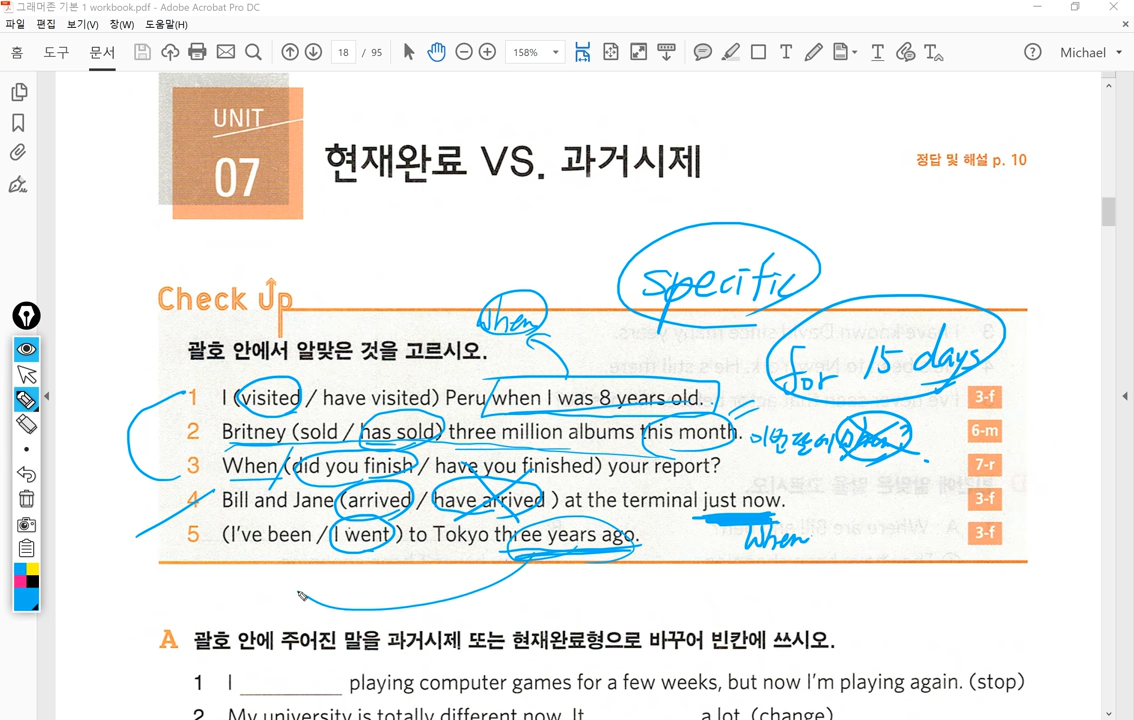 그래머존 기본 1 workbook.pdf - Adobe Acrobat Pro DC
파일 편집 보기(V) 창(W) 도움말(H)
홈 도구 문서 18 / 95 158% Michael
UNIT
07
현재완료 VS. 과거시제
정답 및 해설 p. 10
specific
Check Up
when
for 15 days
괄호 안에서 알맞은 것을 고르시오.
1 I (visited / have visited) Peru when I was 8 years old. 3-f
2 Britney (sold / has sold) three million albums this month. 6-m
이번 달에
3 When (did you finish / have you finished) your report? 7-r
4 Bill and Jane (arrived / have arrived ) at the terminal just now. 3-f
5 (I've been / I went ) to Tokyo three years ago. 3-f
when
A 괄호 안에 주어진 말을 과거시제 또는 현재완료형으로 바꾸어 빈칸에 쓰시오.
1 I ________ playing computer games for a few weeks, but now I'm playing again. (stop)
2 My university is totally different now. It ________ a lot. (change)